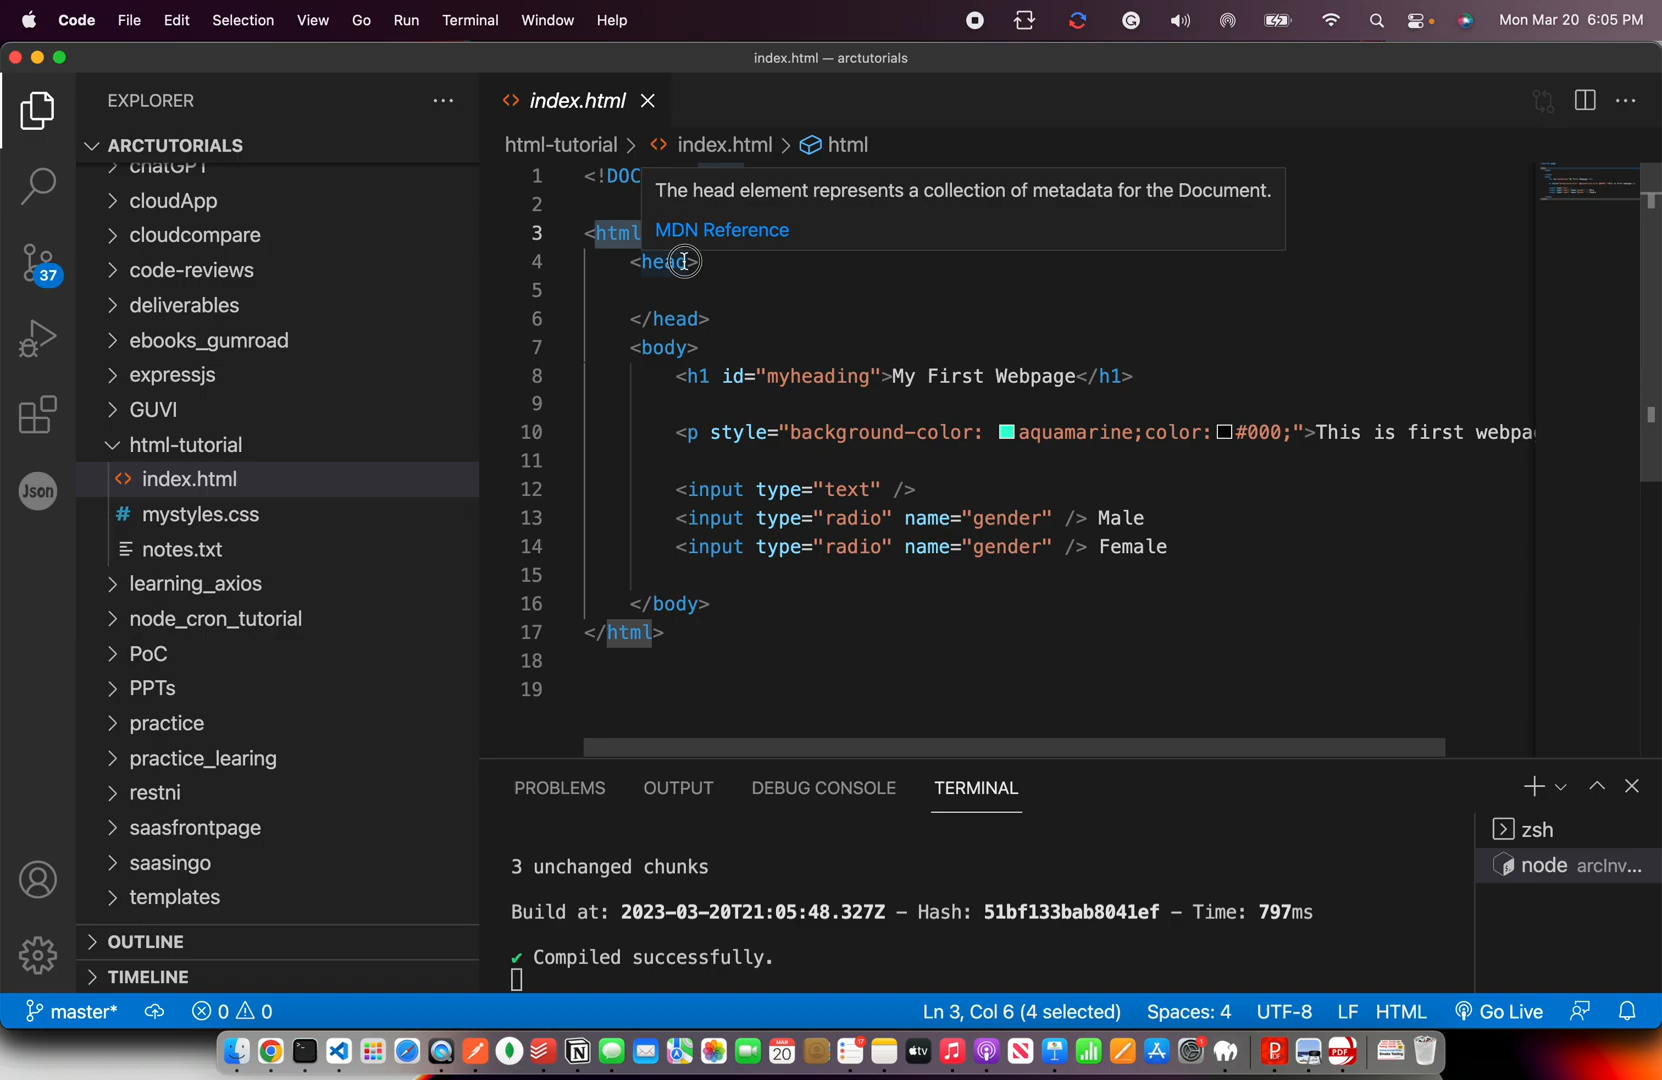 Code File Edit Selection View Go Run Terminal Window Help Mon Mar 20 6:05 PM
index.html — arctutorials
EXPLORER
ARCTUTORIALS
chatGPT
cloudApp
cloudcompare
code-reviews
deliverables
ebooks_gumroad
expressjs
GUVI
html-tutorial
index.html
mystyles.css
notes.txt
learning_axios
node_cron_tutorial
PoC
PPTs
practice
practice_learing
restni
saasfrontpage
saasingo
templates
OUTLINE
TIMELINE
37
Json
index.html
html-tutorial > index.html > html
1 <!DOC
The head element represents a collection of metadata for the Document.
MDN Reference
2
3 <html
4 <head>
5
6 </head>
7 <body>
8 <h1 id="myheading">My First Webpage</h1>
9
10 <p style="background-color: aquamarine;color:#000;">This is first webpa
11
12 <input type="text" />
13 <input type="radio" name="gender" /> Male
14 <input type="radio" name="gender" /> Female
15
16 </body>
17 </html>
18
19
PROBLEMS OUTPUT DEBUG CONSOLE TERMINAL
3 unchanged chunks
Build at: 2023-03-20T21:05:48.327Z - Hash: 51bf133bab8041ef - Time: 797ms
✔ Compiled successfully.
zsh
node arcInv...
master* 0 0 Ln 3, Col 6 (4 selected) Spaces: 4 UTF-8 LF HTML Go Live
MAR
20
17
tv
1
PDF